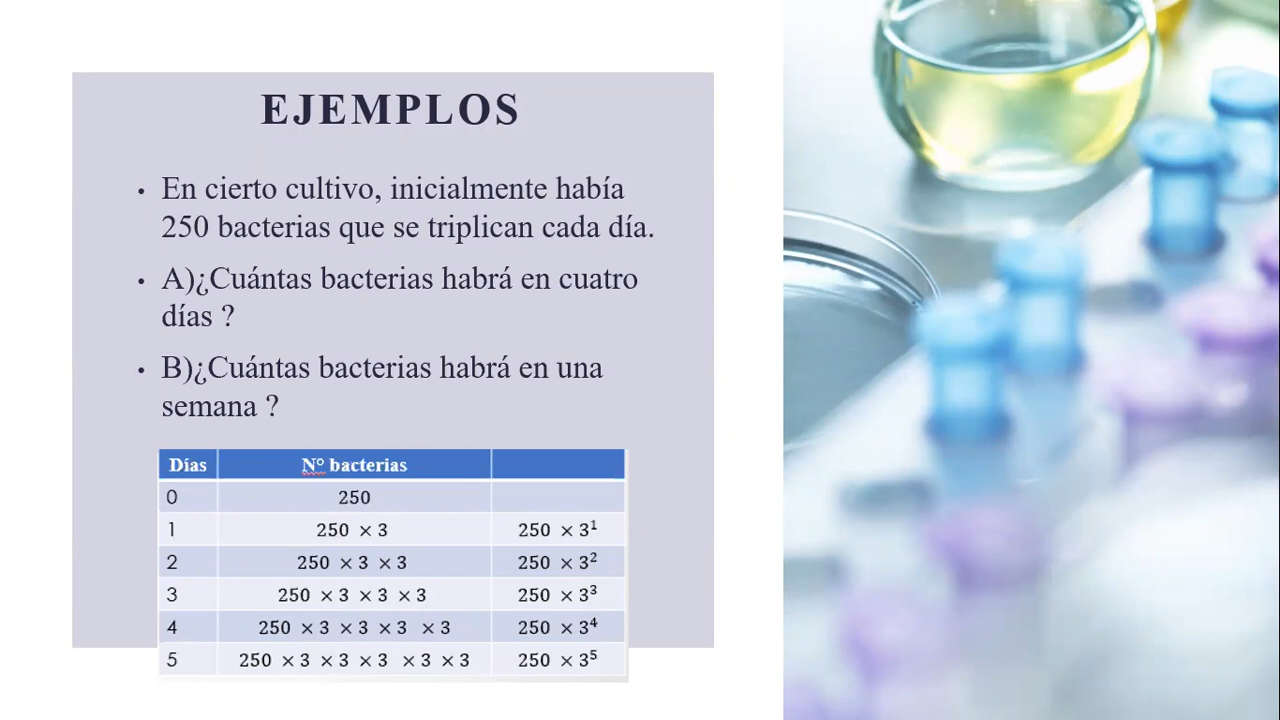 EJEMPLOS
• En cierto cultivo, inicialmente había
250 bacterias que se triplican cada día.
• A)¿Cuántas bacterias habrá en cuatro
días ?
• B)¿Cuántas bacterias habrá en una
semana ?
Días N° bacterias
0 250
1 250 × 3 250 × 3¹
2 250 × 3 × 3 250 × 3²
3 250 × 3 × 3 × 3 250 × 3³
4 250 × 3 × 3 × 3 × 3 250 × 3⁴
5 250 × 3 × 3 × 3 × 3 × 3 250 × 3⁵